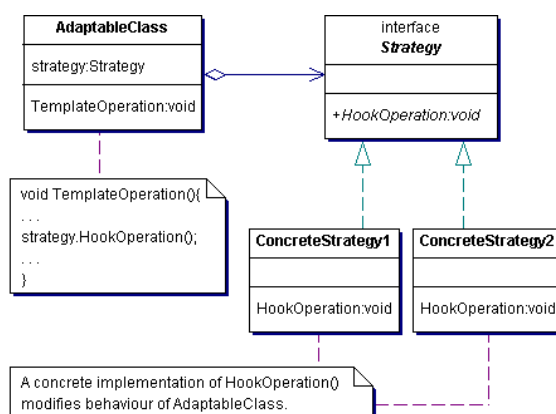 AdaptableClass
strategy:Strategy
TemplateOperation:void
interface
Strategy
+HookOperation:void
void TemplateOperation(){
. . .
strategy.HookOperation();
. . .
}
ConcreteStrategy1
HookOperation:void
ConcreteStrategy2
HookOperation:void
A concrete implementation of HookOperation()
modifies behaviour of AdaptableClass.